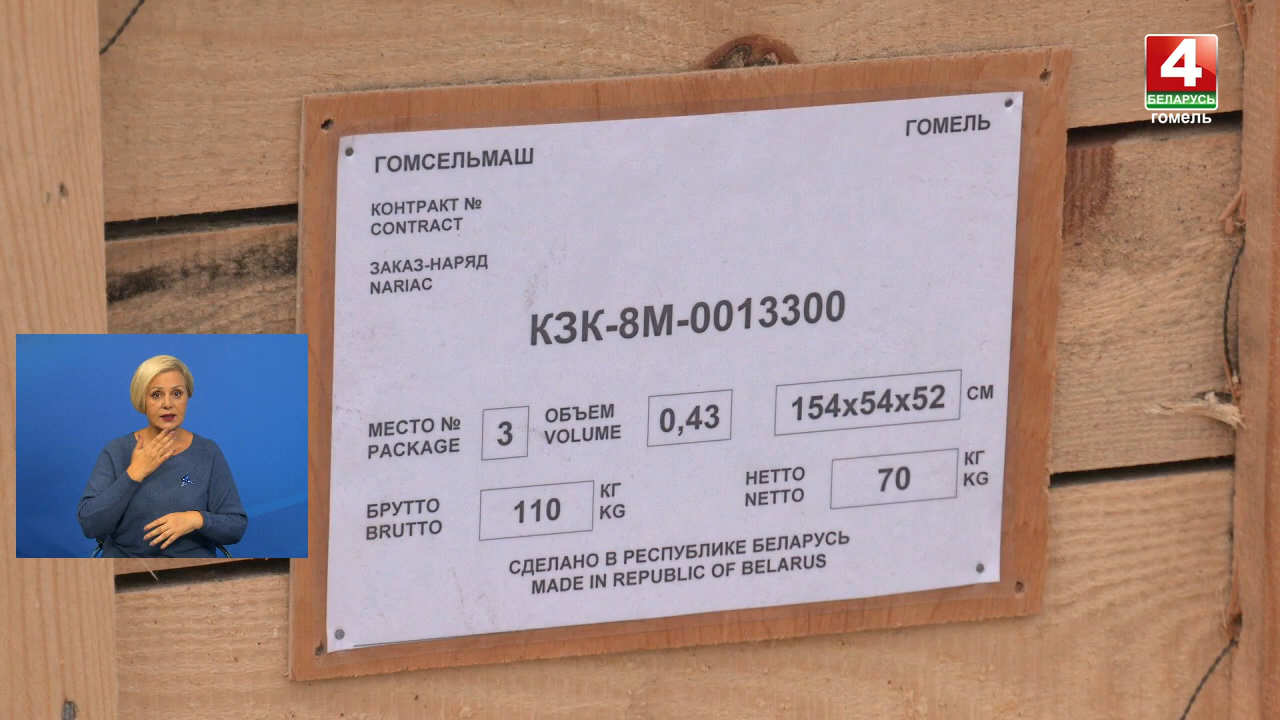 4
БЕЛАРУСЬ
гомель
ГОМСЕЛЬМАШ
ГОМЕЛЬ
КОНТРАКТ №
CONTRACT
ЗАКАЗ-НАРЯД
NARIAC
КЗК-8М-0013300
МЕСТО №
PACKAGE
3
ОБЪЕМ
VOLUME
0,43
154х54х52
СМ
БРУТТО
BRUTTO
110
КГ
KG
НЕТТО
NETTO
70
КГ
KG
СДЕЛАНО В РЕСПУБЛИКЕ БЕЛАРУСЬ
MADE IN REPUBLIC OF BELARUS